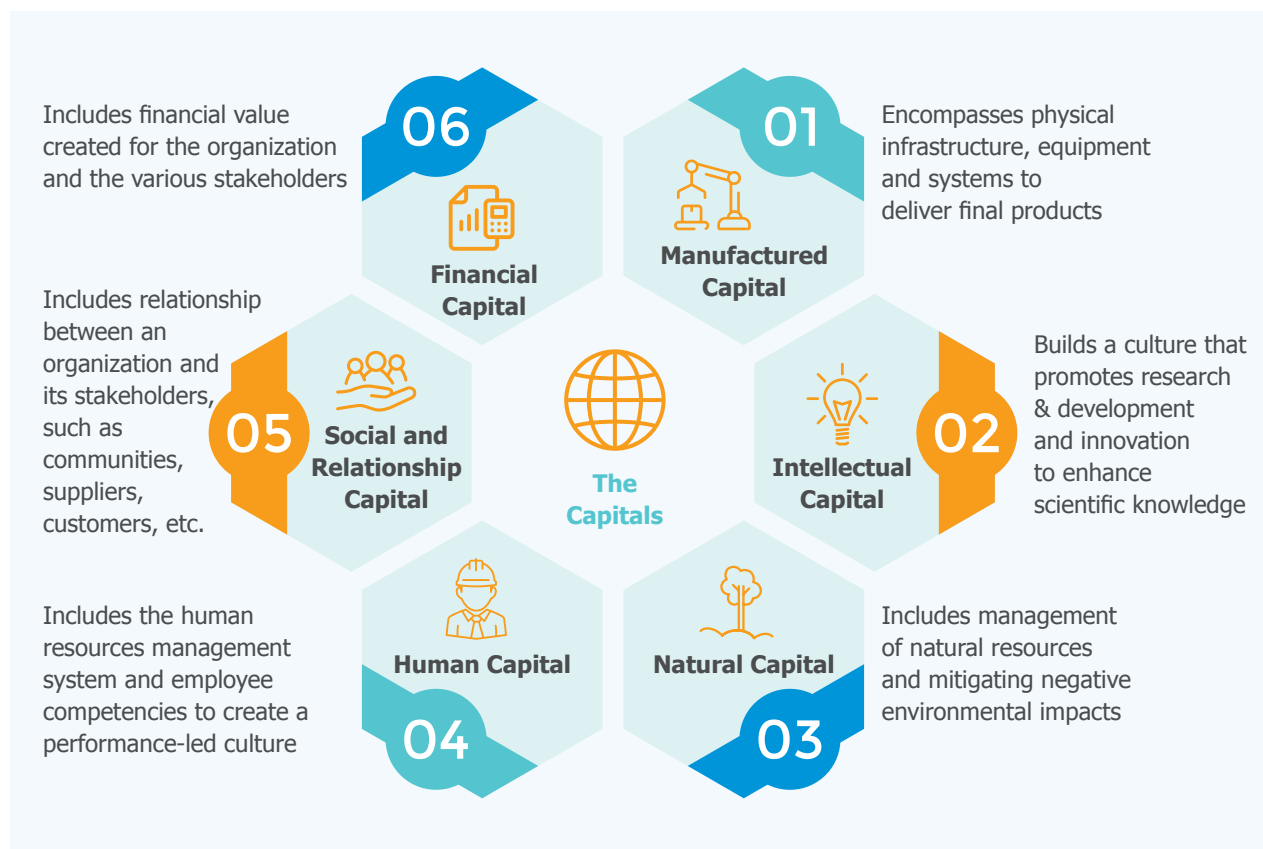 01
Manufactured
Capital
Encompasses physical
infrastructure, equipment
and systems to
deliver final products
02
Intellectual
Capital
Builds a culture that
promotes research
& development
and innovation
to enhance
scientific knowledge
03
Natural Capital
Includes management
of natural resources
and mitigating negative
environmental impacts
04
Human Capital
Includes the human
resources management
system and employee
competencies to create a
performance-led culture
05
Social and
Relationship
Capital
Includes relationship
between an
organization and
its stakeholders,
such as
communities,
suppliers,
customers, etc.
06
Financial
Capital
Includes financial value
created for the organization
and the various stakeholders
The
Capitals